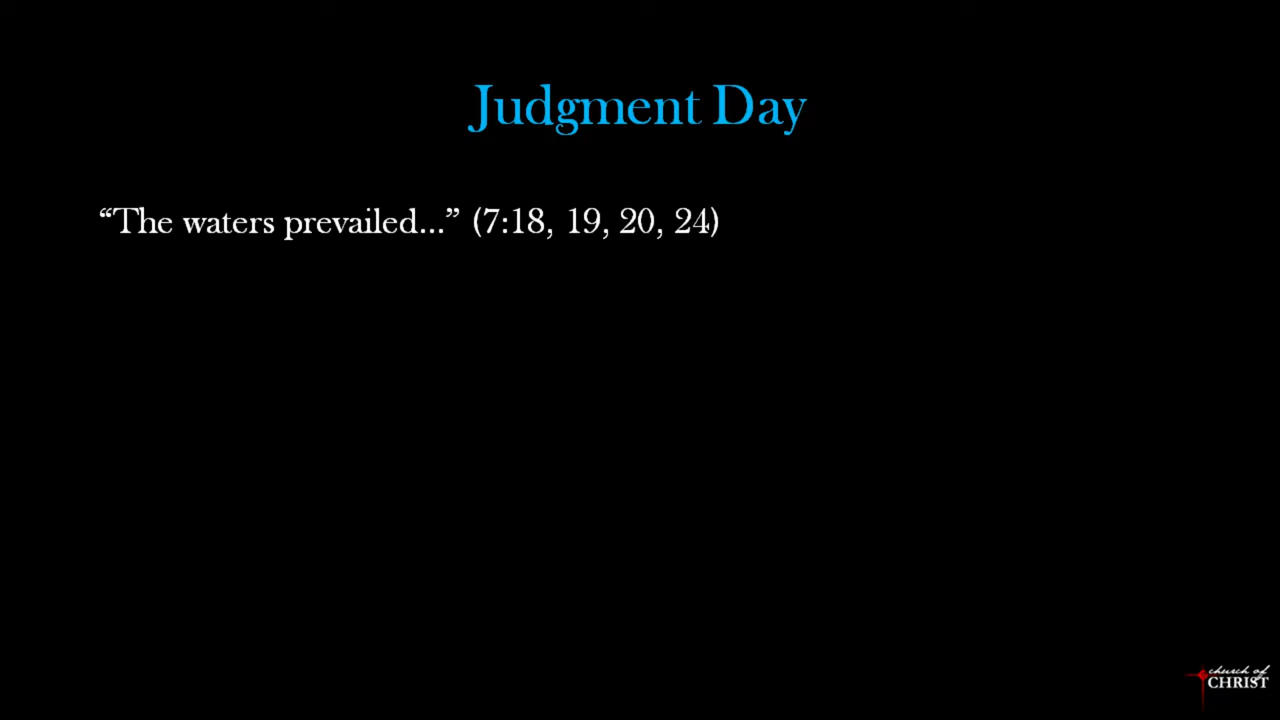 Judgment Day
“The waters prevailed...” (7:18, 19, 20, 24)
church of
CHRIST